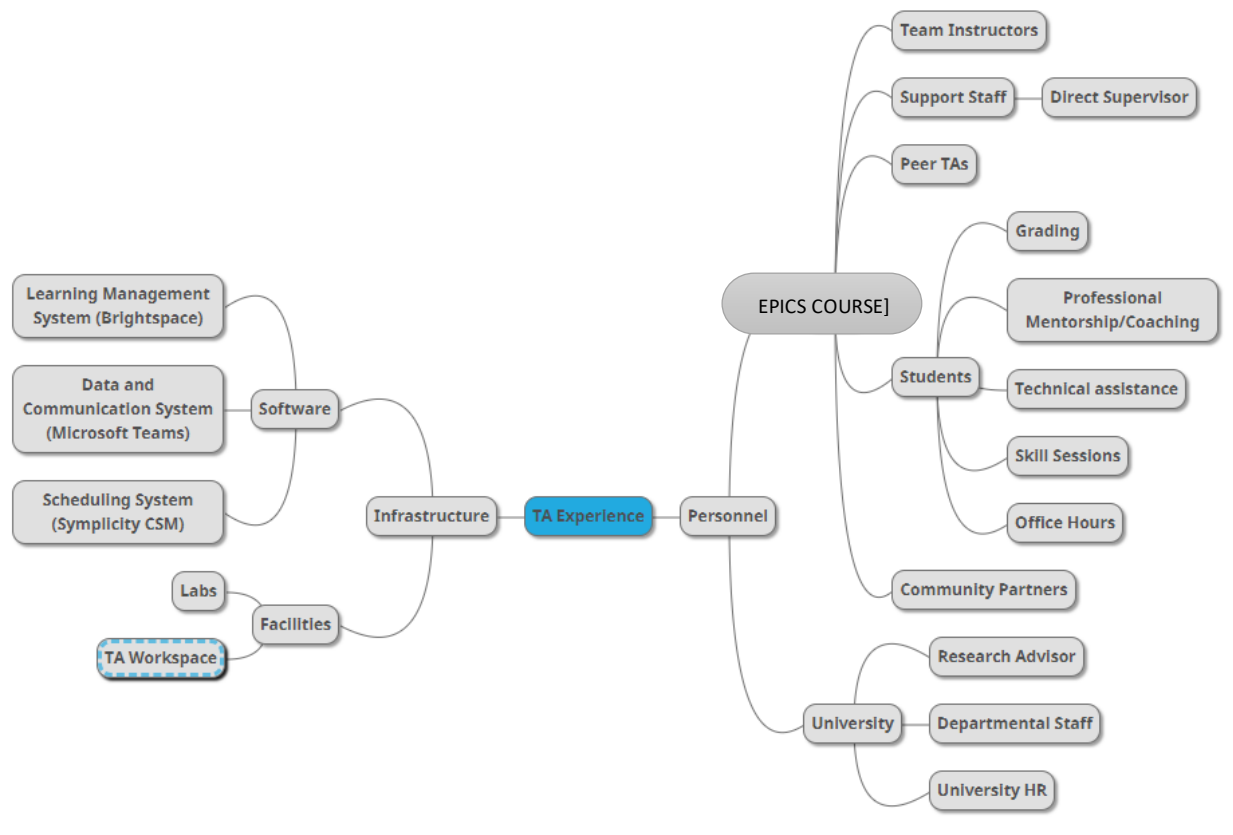 Team Instructors
Support Staff
Direct Supervisor
Peer TAs
Grading
Professional
Mentorship/Coaching
EPICS COURSE]
Students
Technical assistance
Skill Sessions
Office Hours
Community Partners
Learning Management
System (Brightspace)
Data and
Communication System
(Microsoft Teams)
Software
Scheduling System
(Symplicity CSM)
Infrastructure
TA Experience
Personnel
Labs
Facilities
TA Workspace
Research Advisor
University
Departmental Staff
University HR